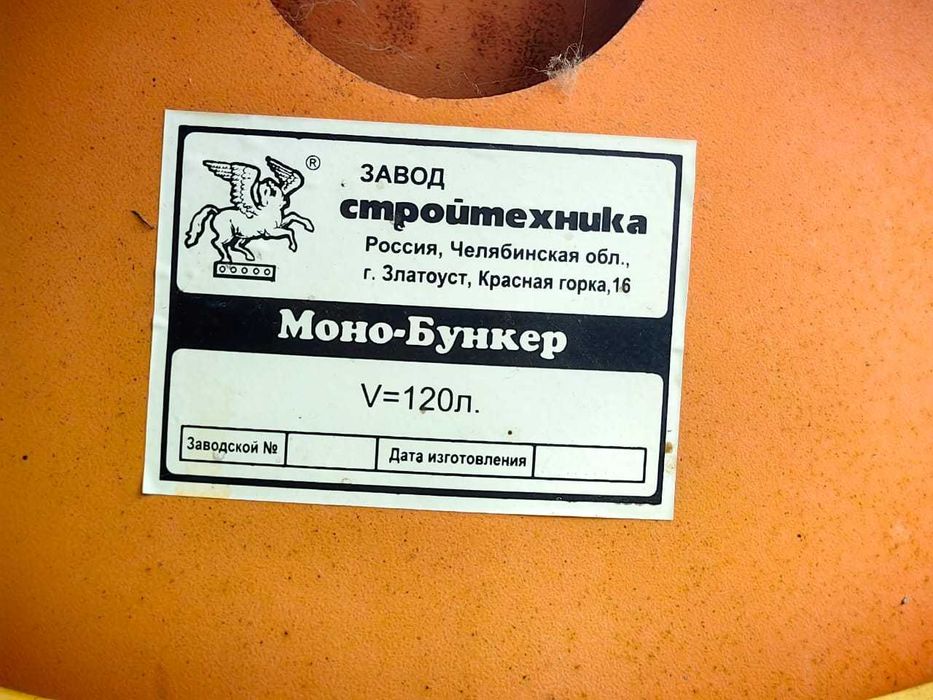 ®
ЗАВОД
стройтехника
Россия, Челябинская обл.,
г. Златоуст, Красная горка,16
Моно-Бункер
V=120л.
Заводской № Дата изготовления